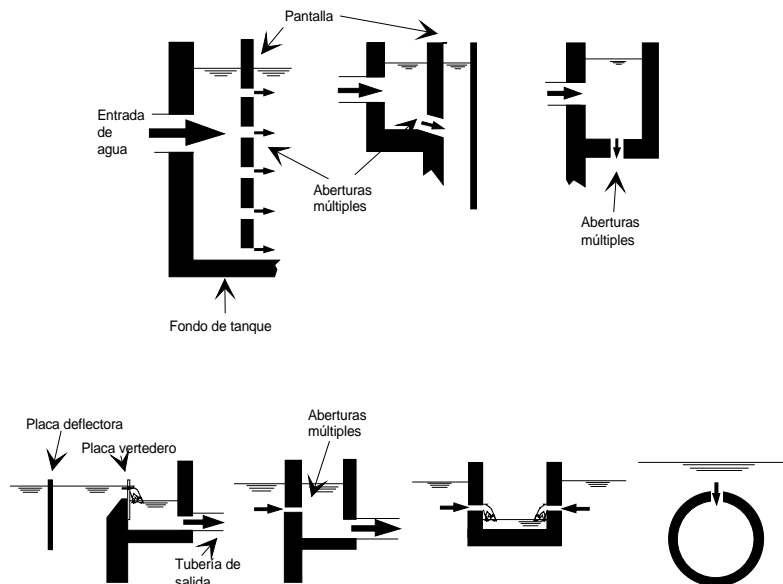 Pantalla
Entrada
de
agua
Aberturas
múltiples
Aberturas
múltiples
Fondo de tanque
Placa deflectora
Placa vertedero
Aberturas
múltiples
Tubería de
salida